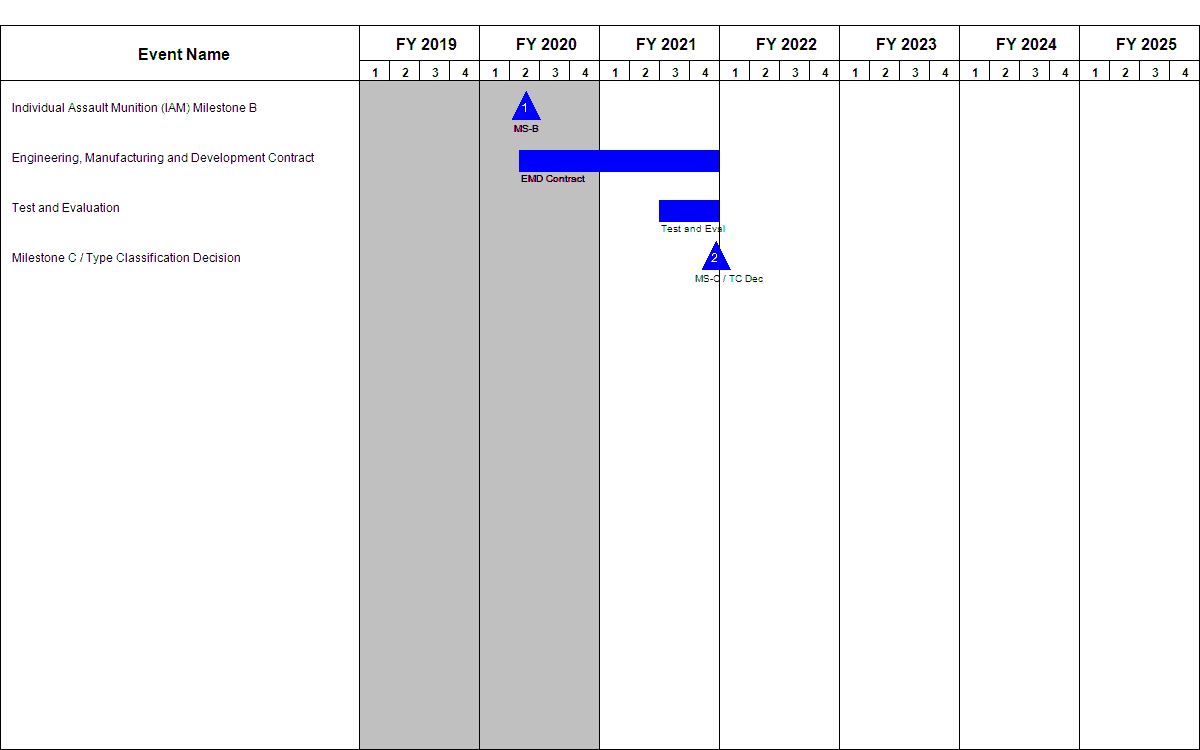 Event Name
FY 2019 FY 2020 FY 2021 FY 2022 FY 2023 FY 2024 FY 2025
1 2 3 4 1 2 3 4 1 2 3 4 1 2 3 4 1 2 3 4 1 2 3 4 1 2 3 4
Individual Assault Munition (IAM) Milestone B
1
MS-B
Engineering, Manufacturing and Development Contract
EMD Contract
Test and Evaluation
Test and Eval
Milestone C / Type Classification Decision
2
MS-C / TC Dec